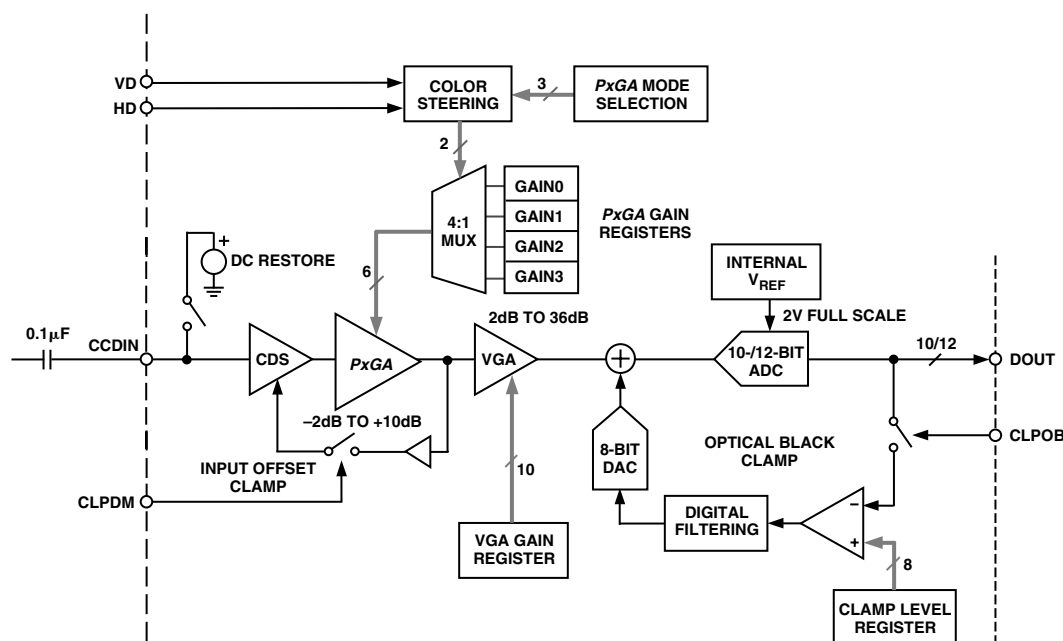 VD
HD
COLOR
STEERING
3
PxGA MODE
SELECTION
2
4:1
MUX
GAIN0
GAIN1
GAIN2
GAIN3
PxGA GAIN
REGISTERS
+
DC RESTORE
6
INTERNAL
VREF
2dB TO 36dB
2V FULL SCALE
0.1μF
CCDIN
CDS
PxGA
VGA
+
10-/12-BIT
ADC
10/12
DOUT
–2dB TO +10dB
INPUT OFFSET
CLAMP
CLPDM
10
8-BIT
DAC
OPTICAL BLACK
CLAMP
CLPOB
VGA GAIN
REGISTER
DIGITAL
FILTERING
–
+
8
CLAMP LEVEL
REGISTER